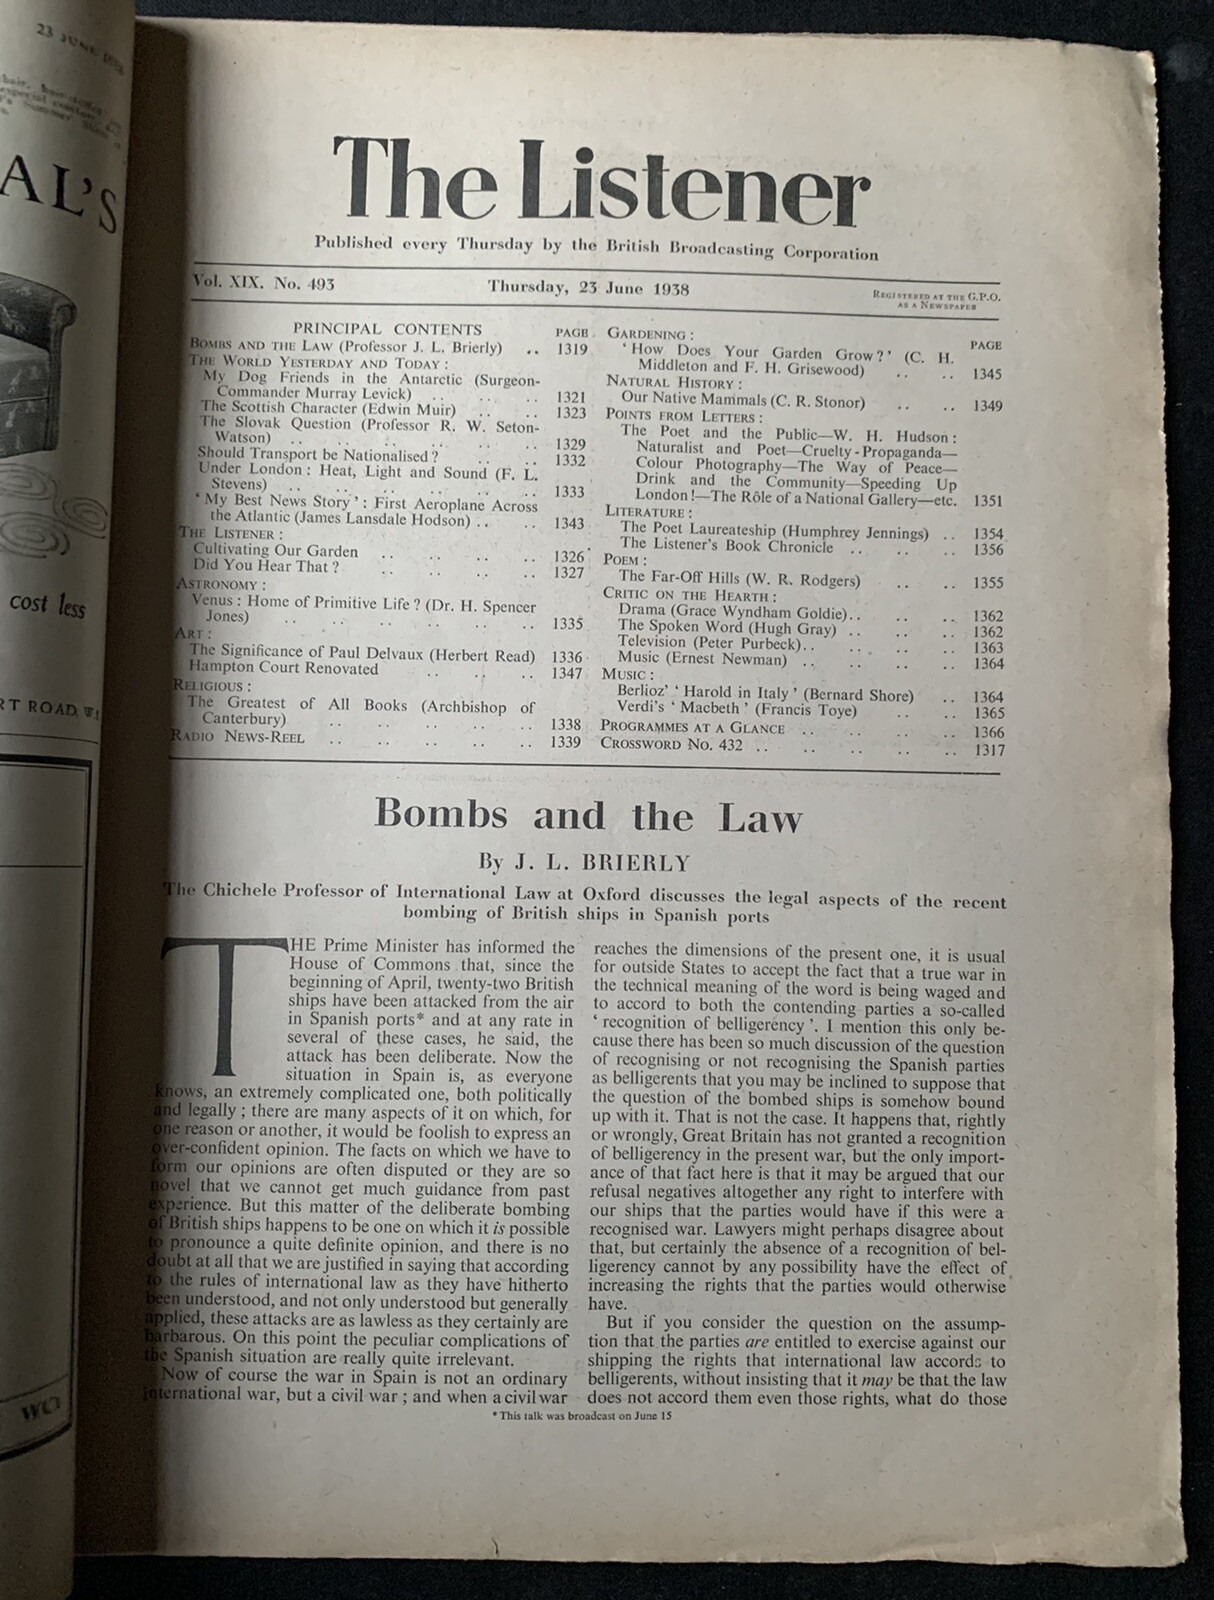 23 JUNE
AL'S
cost less
RT ROAD, W1
The Listener
Published every Thursday by the British Broadcasting Corporation
Vol. XIX. No. 493
Thursday, 23 June 1938
REGISTERED AT THE G.P.O.
AS A NEWSPAPER
PRINCIPAL CONTENTS PAGE
BOMBS AND THE LAW (Professor J. L. Brierly) .. 1319
THE WORLD YESTERDAY AND TODAY :
My Dog Friends in the Antarctic (Surgeon-
Commander Murray Levick) .. .. .. 1321
The Scottish Character (Edwin Muir) .. .. 1323
The Slovak Question (Professor R. W. Seton-
Watson) .. .. .. .. .. .. 1329
Should Transport be Nationalised ? .. .. 1332
Under London : Heat, Light and Sound (F. L.
Stevens) .. .. .. .. .. .. 1333
' My Best News Story ' : First Aeroplane Across
the Atlantic (James Lansdale Hodson) .. .. 1343
THE LISTENER :
Cultivating Our Garden .. .. .. .. 1326
Did You Hear That ? .. .. .. .. 1327
ASTRONOMY :
Venus : Home of Primitive Life ? (Dr. H. Spencer
Jones) .. .. .. .. .. .. 1335
ART :
The Significance of Paul Delvaux (Herbert Read) 1336
Hampton Court Renovated .. .. .. 1347
RELIGIOUS :
The Greatest of All Books (Archbishop of
Canterbury) .. .. .. .. .. 1338
RADIO NEWS-REEL .. .. .. .. .. 1339
GARDENING : PAGE
' How Does Your Garden Grow ? ' (C. H.
Middleton and F. H. Grisewood) .. .. 1345
NATURAL HISTORY :
Our Native Mammals (C. R. Stonor) .. .. 1349
POINTS FROM LETTERS :
The Poet and the Public—W. H. Hudson :
Naturalist and Poet—Cruelty-Propaganda—
Colour Photography—The Way of Peace—
Drink and the Community—Speeding Up
London !—The Rôle of a National Gallery—etc. 1351
LITERATURE :
The Poet Laureateship (Humphrey Jennings) .. 1354
The Listener's Book Chronicle .. .. .. 1356
POEM :
The Far-Off Hills (W. R. Rodgers) .. .. 1355
CRITIC ON THE HEARTH :
Drama (Grace Wyndham Goldie).. .. .. 1362
The Spoken Word (Hugh Gray) .. .. .. 1362
Television (Peter Purbeck).. .. .. .. 1363
Music (Ernest Newman) .. .. .. .. 1364
MUSIC :
Berlioz' ' Harold in Italy ' (Bernard Shore) .. 1364
Verdi's ' Macbeth ' (Francis Toye) .. .. 1365
PROGRAMMES AT A GLANCE .. .. .. .. 1366
CROSSWORD No. 432 .. .. .. .. .. 1317
Bombs and the Law
By J. L. BRIERLY
The Chichele Professor of International Law at Oxford discusses the legal aspects of the recent
bombing of British ships in Spanish ports
THE Prime Minister has informed the
House of Commons that, since the
beginning of April, twenty-two British
ships have been attacked from the air
in Spanish ports* and at any rate in
several of these cases, he said, the
attack has been deliberate. Now the
situation in Spain is, as everyone
knows, an extremely complicated one, both politically
and legally ; there are many aspects of it on which, for
one reason or another, it would be foolish to express an
over-confident opinion. The facts on which we have to
form our opinions are often disputed or they are so
novel that we cannot get much guidance from past
experience. But this matter of the deliberate bombing
of British ships happens to be one on which it is possible
to pronounce a quite definite opinion, and there is no
doubt at all that we are justified in saying that according
to the rules of international law as they have hitherto
been understood, and not only understood but generally
applied, these attacks are as lawless as they certainly are
barbarous. On this point the peculiar complications of
the Spanish situation are really quite irrelevant.
Now of course the war in Spain is not an ordinary
international war, but a civil war ; and when a civil war
reaches the dimensions of the present one, it is usual
for outside States to accept the fact that a true war in
the technical meaning of the word is being waged and
to accord to both the contending parties a so-called
' recognition of belligerency '. I mention this only be-
cause there has been so much discussion of the question
of recognising or not recognising the Spanish parties
as belligerents that you may be inclined to suppose that
the question of the bombed ships is somehow bound
up with it. That is not the case. It happens that, rightly
or wrongly, Great Britain has not granted a recognition
of belligerency in the present war, but the only import-
ance of that fact here is that it may be argued that our
refusal negatives altogether any right to interfere with
our ships that the parties would have if this were a
recognised war. Lawyers might perhaps disagree about
that, but certainly the absence of a recognition of bel-
ligerency cannot by any possibility have the effect of
increasing the rights that the parties would otherwise
have.
But if you consider the question on the assump-
tion that the parties are entitled to exercise against our
shipping the rights that international law accords to
belligerents, without insisting that it may be that the law
does not accord them even those rights, what do those
* This talk was broadcast on June 15